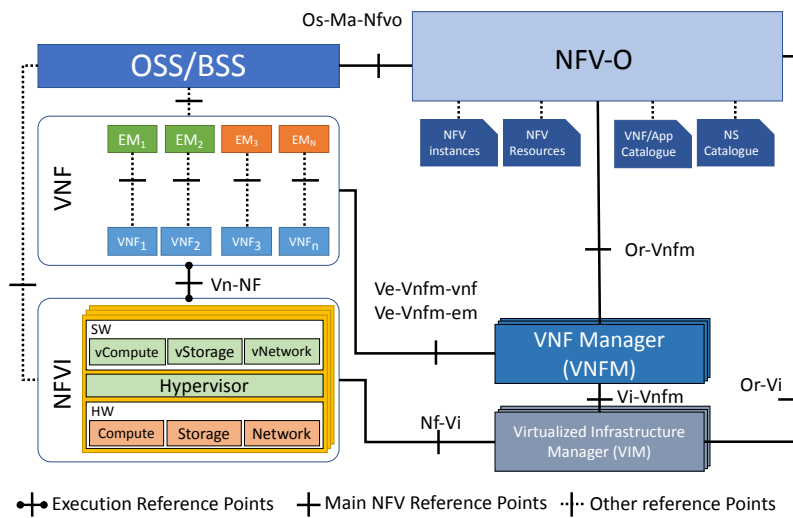 Os-Ma-Nfvo
OSS/BSS
NFV-O
NFV
instances
NFV
Resources
VNF/App
Catalogue
NS
Catalogue
VNF
EM1
EM2
EM3
EMN
VNF1
VNF2
VNF3
VNFn
Or-Vnfm
Vn-NF
Ve-Vnfm-vnf
Ve-Vnfm-em
NFVI
SW
vCompute
vStorage
vNetwork
Hypervisor
HW
Compute
Storage
Network
VNF Manager
(VNFM)
Vi-Vnfm
Or-Vi
Nf-Vi
Virtualized Infrastructure
Manager (VIM)
Execution Reference Points
Main NFV Reference Points
Other reference Points